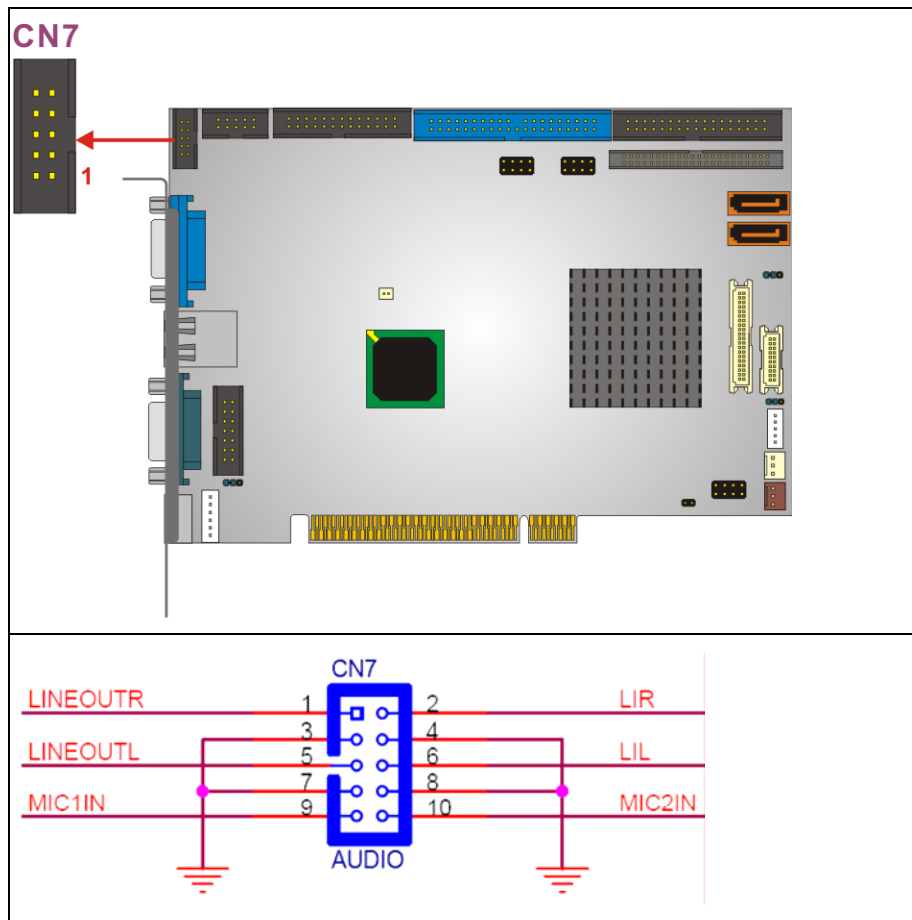 CN7
1
CN7
LINEOUTR 1 2 LIR
3 4
LINEOUTL 5 6 LIL
7 8
MIC1IN 9 10 MIC2IN
AUDIO